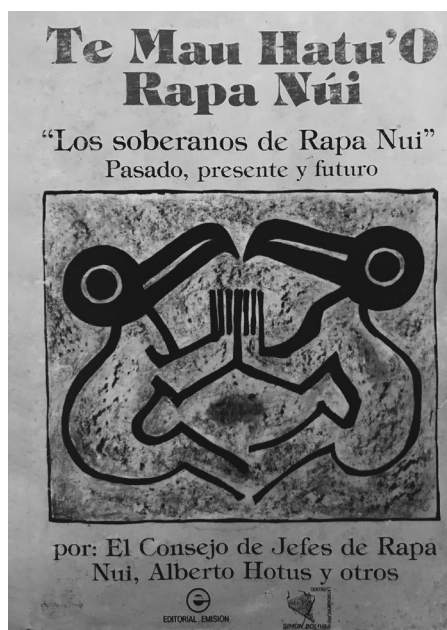 Te Mau Hatu'O
Rapa Núi
"Los soberanos de Rapa Nui"
Pasado, presente y futuro
por: El Consejo de Jefes de Rapa
Nui, Alberto Hotus y otros
EDITORIAL EMISION
SIMON BOLIVAR